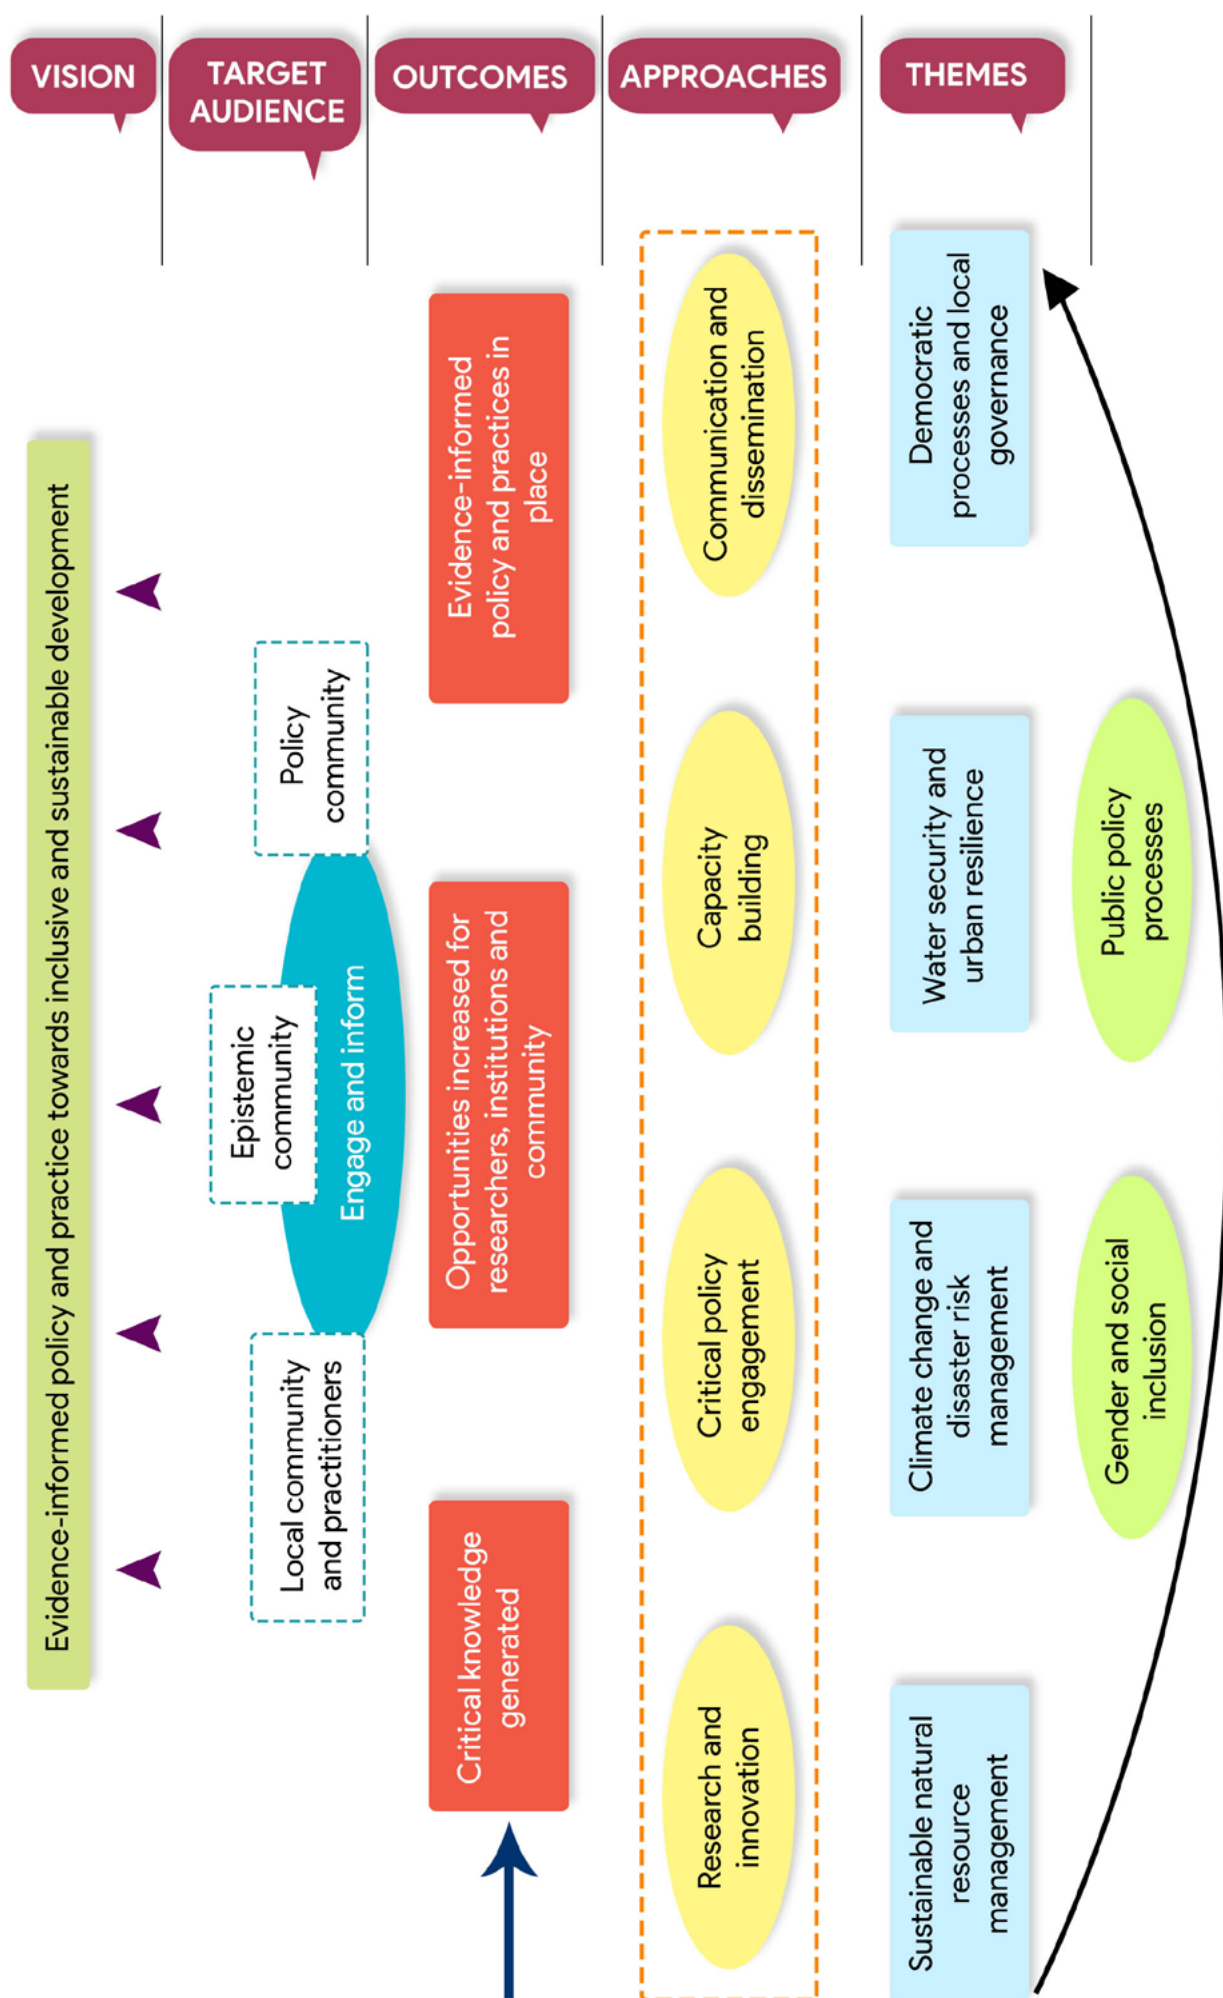 VISION
TARGET
AUDIENCE
OUTCOMES
APPROACHES
THEMES
Evidence-informed policy and practice towards inclusive and sustainable development
Local community
and practitioners
Epistemic
community
Policy
community
Engage and inform
Critical knowledge
generated
Opportunities increased for
researchers, institutions and
community
Evidence-informed
policy and practices in
place
Research and
innovation
Critical policy
engagement
Capacity
building
Communication and
dissemination
Sustainable natural
resource
management
Climate change and
disaster risk
management
Water security and
urban resilience
Democratic
processes and local
governance
Gender and social
inclusion
Public policy
processes